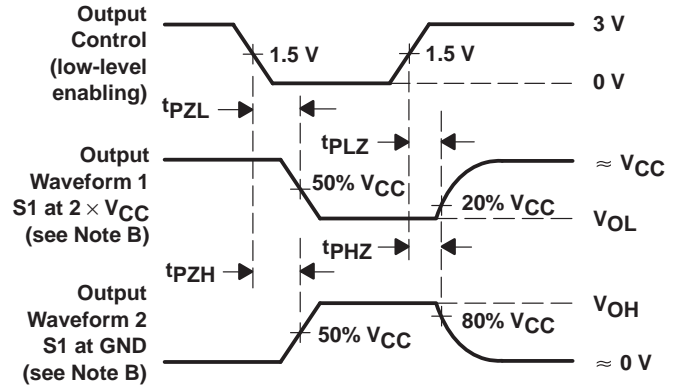 Output
Control
(low-level
enabling)
1.5 V
1.5 V
3 V
0 V
tPZL
tPLZ
Output
Waveform 1
S1 at 2 × VCC
(see Note B)
50% VCC
20% VCC
≈ VCC
VOL
tPZH
tPHZ
Output
Waveform 2
S1 at GND
(see Note B)
50% VCC
80% VCC
VOH
≈ 0 V